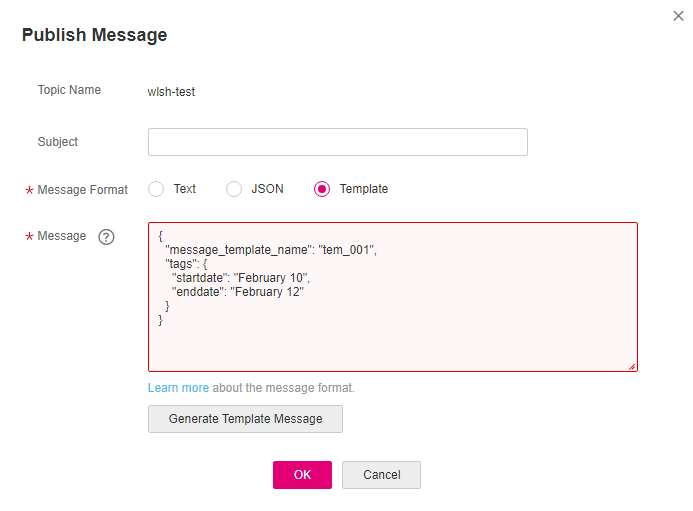 Publish Message
Topic Name wlsh-test
Subject
* Message Format Text JSON Template
* Message ?
{
"message_template_name": "tem_001",
"tags": {
"startdate": "February 10",
"enddate": "February 12"
}
}
Learn more about the message format.
Generate Template Message
OK Cancel